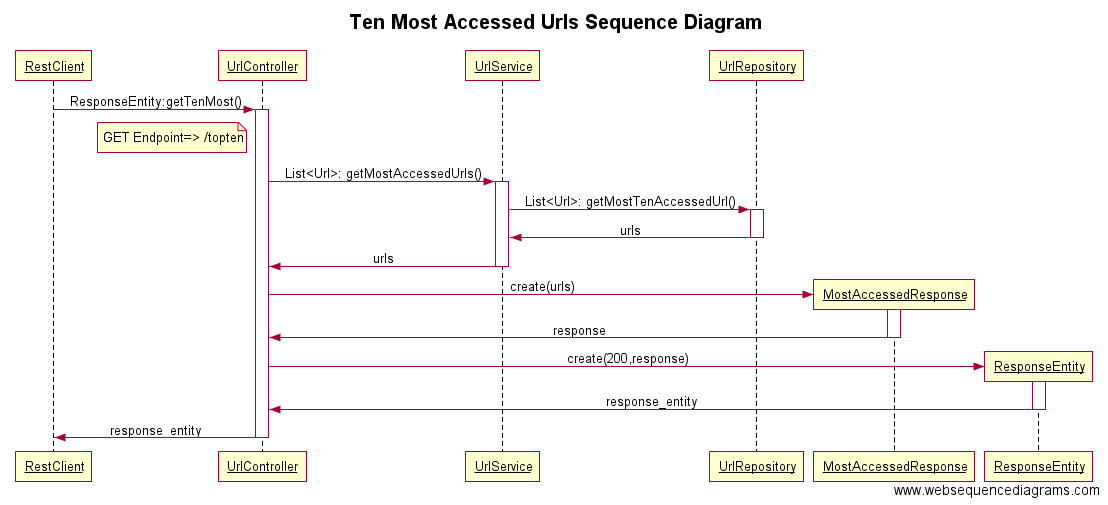 Ten Most Accessed Urls Sequence Diagram
RestClient
UrlController
UrlService
UrlRepository
ResponseEntity:getTenMost()
GET Endpoint=> /topten
List<Url>: getMostAccessedUrls()
List<Url>: getMostTenAccessedUrl()
urls
urls
create(urls)
MostAccessedResponse
response
create(200,response)
ResponseEntity
response_entity
response_entity
RestClient
UrlController
UrlService
UrlRepository
MostAccessedResponse
ResponseEntity
www.websequencediagrams.com